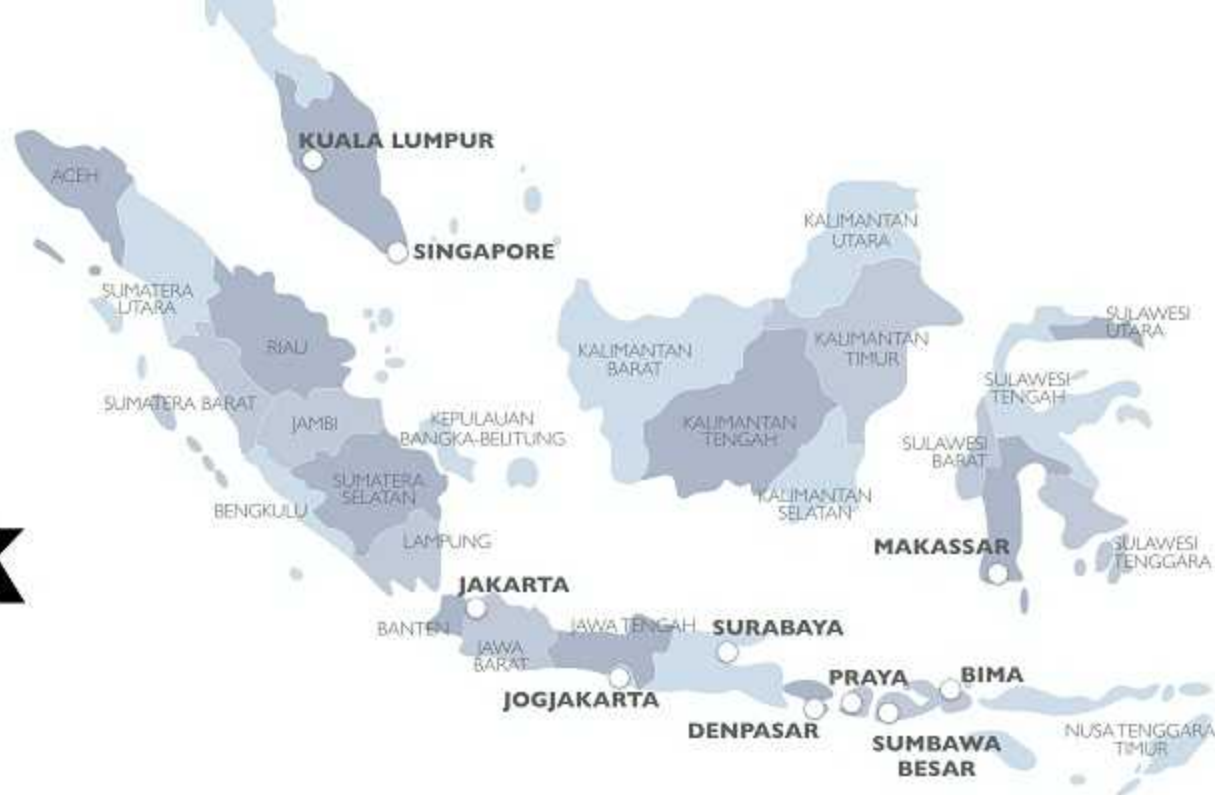 KUALA LUMPUR
ACEH
KALIMANTAN
UTARA
SINGAPORE
SUMATERA
UTARA
SULAWESI
UTARA
RIAU
KALIMANTAN
BARAT
KALIMANTAN
TIMUR
SULAWESI
TENGAH
SUMATERA BARAT
JAMBI
KEPULAUAN
BANGKA-BELITUNG
KALIMANTAN
TENGAH
SULAWESI
BARAT
SUMATERA
SELATAN
KALIMANTAN
SELATAN
BENGKULU
LAMPUNG
MAKASSAR
SULAWESI
TENGGARA
JAKARTA
BANTEN
JAWA TENGAH
SURABAYA
JAWA
BARAT
PRAYA
BIMA
JOGJAKARTA
DENPASAR
NUSA TENGGARA
TIMUR
SUMBAWA
BESAR